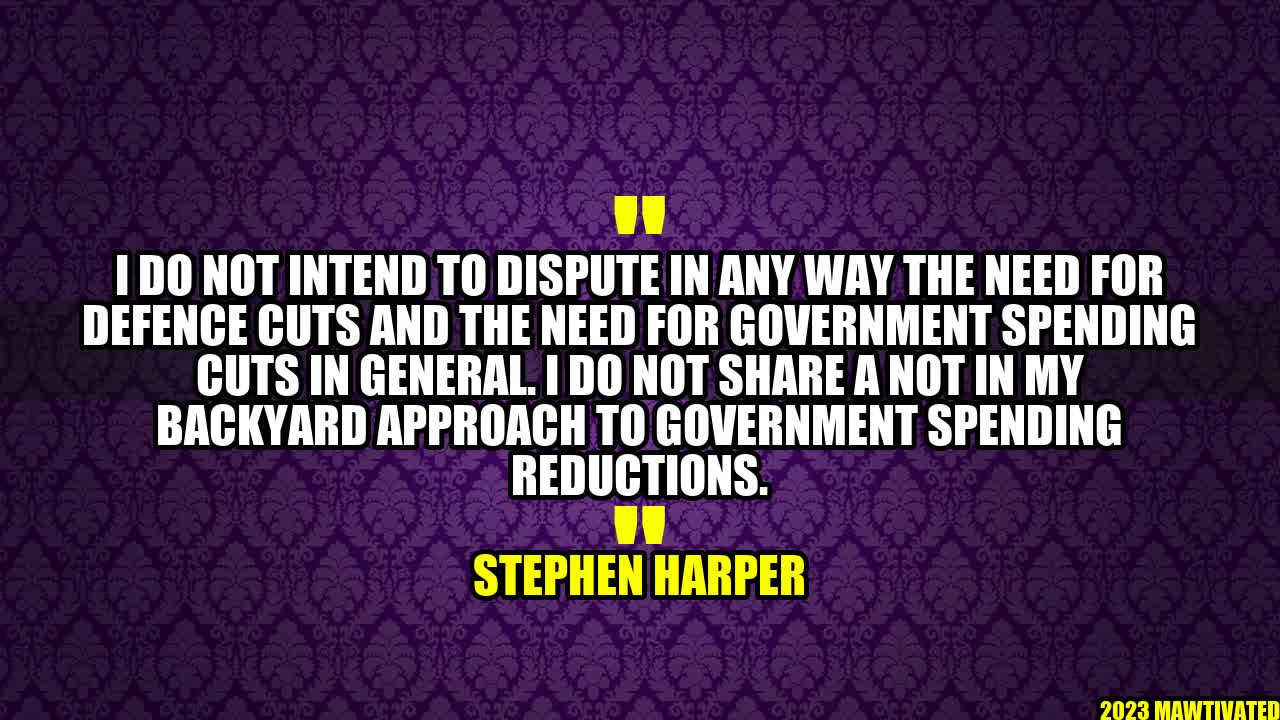 "
I DO NOT INTEND TO DISPUTE IN ANY WAY THE NEED FOR
DEFENCE CUTS AND THE NEED FOR GOVERNMENT SPENDING
CUTS IN GENERAL. I DO NOT SHARE A NOT IN MY
BACKYARD APPROACH TO GOVERNMENT SPENDING
REDUCTIONS.
"
STEPHEN HARPER
2023 MAWTIVATED